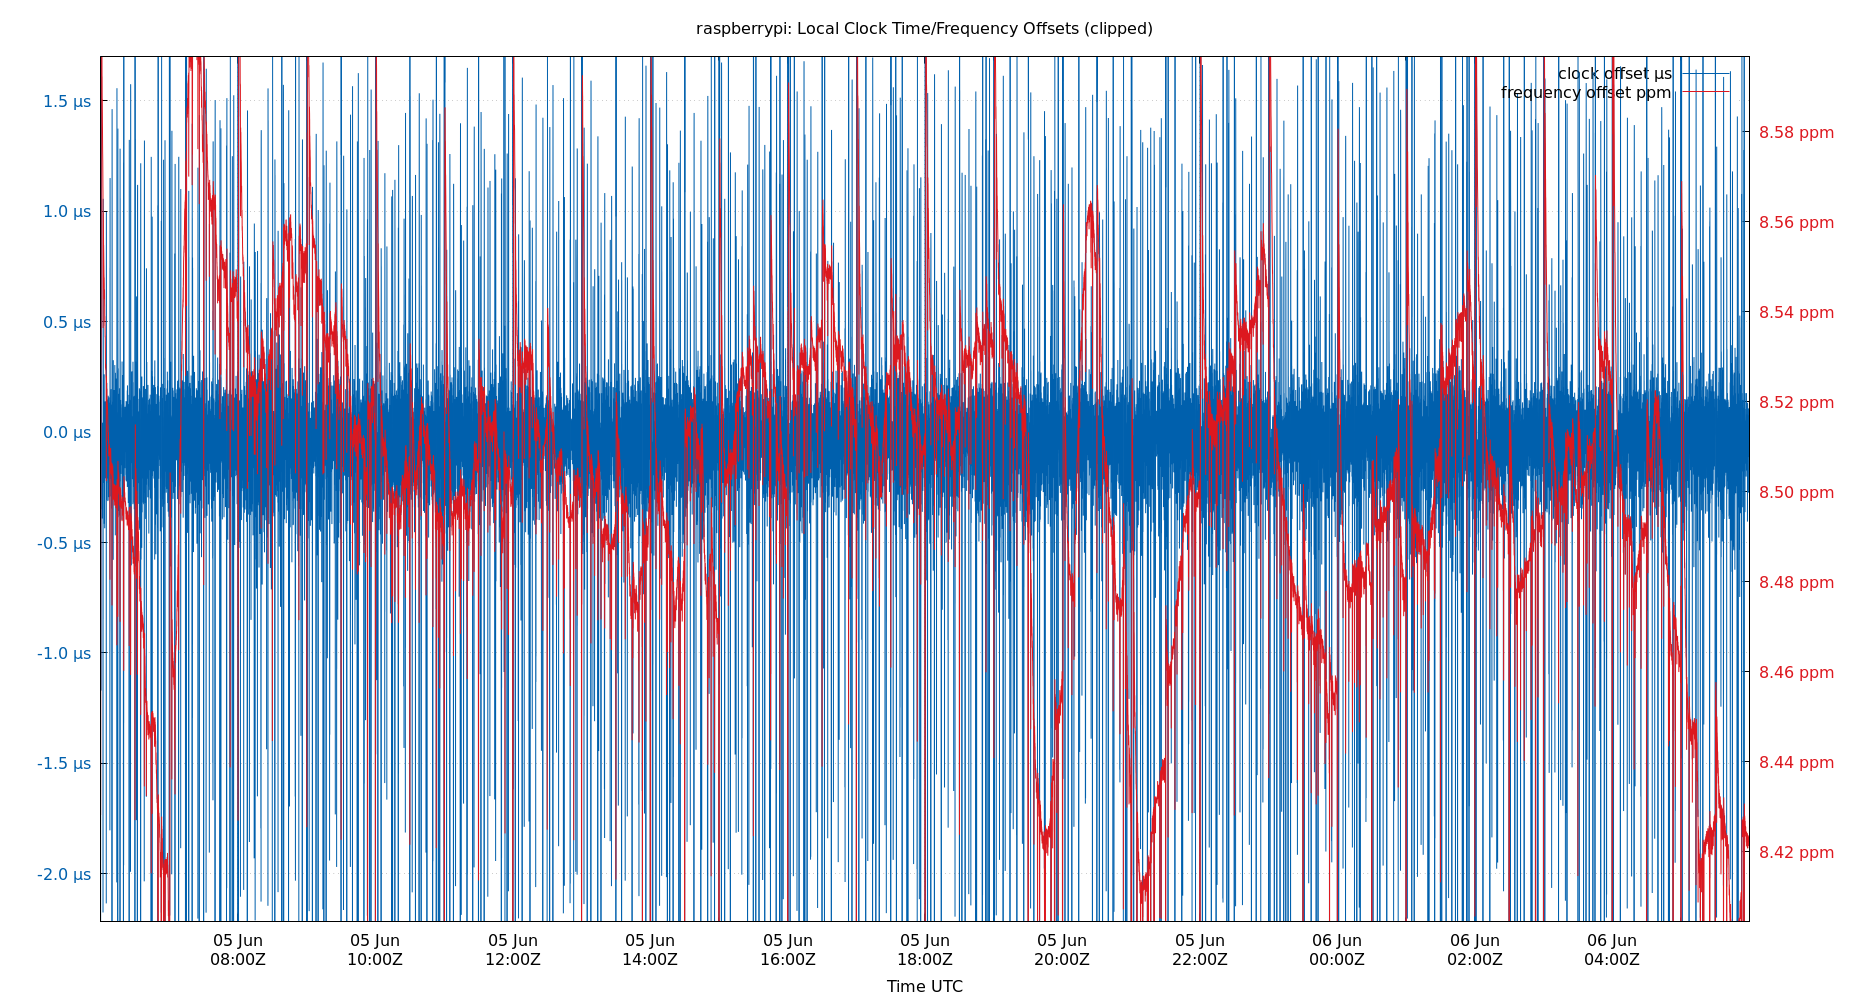 raspberrypi: Local Clock Time/Frequency Offsets (clipped)
clock offset µs
frequency offset ppm
1.5 µs
1.0 µs
0.5 µs
0.0 µs
-0.5 µs
-1.0 µs
-1.5 µs
-2.0 µs
8.58 ppm
8.56 ppm
8.54 ppm
8.52 ppm
8.50 ppm
8.48 ppm
8.46 ppm
8.44 ppm
8.42 ppm
05 Jun 05 Jun 05 Jun 05 Jun 05 Jun 05 Jun 05 Jun 05 Jun 06 Jun 06 Jun 06 Jun
08:00Z 10:00Z 12:00Z 14:00Z 16:00Z 18:00Z 20:00Z 22:00Z 00:00Z 02:00Z 04:00Z
Time UTC